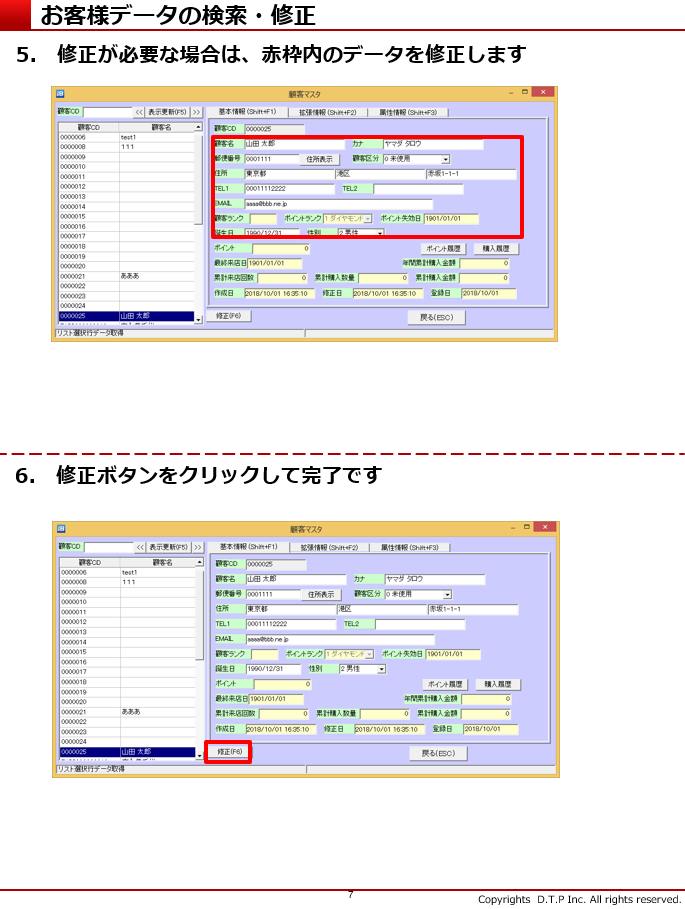 お客様データの検索・修正
5. 修正が必要な場合は、赤枠内のデータを修正します
顧客マスタ
顧客CD << 表示更新(F5) >> 基本情報(Shift+F1) 拡張情報(Shift+F2) 属性情報(Shift+F3)
顧客CD 顧客名
0000006 test1
0000008 111
0000009
0000010
0000011
0000012
0000013
0000014
0000015
0000016
0000017
0000018
0000019
0000020
0000021 あああ
0000022
0000023
0000024
0000025 山田 太郎
リスト選択行データ取得
顧客CD 0000025
顧客名 山田 太郎 カナ ヤマダ タロウ
郵便番号 0001111 住所表示 顧客区分 0 未使用
住所 東京都 港区 赤坂1-1-1
TEL1 00011112222 TEL2
EMAIL aaaa@bbb.ne.jp
顧客ランク ポイントランク 1 ダイヤモンド ポイント失効日 1901/01/01
誕生日 1990/12/31 性別 2 男性
ポイント 0 ポイント履歴 購入履歴
最終来店日 1901/01/01 年間累計購入金額 0
累計来店回数 0 累計購入数量 0 累計購入金額 0
作成日 2018/10/01 16:35:10 修正日 2018/10/01 16:35:10 登録日 2018/10/01
修正(F6) 戻る(ESC)
6. 修正ボタンをクリックして完了です
顧客マスタ
顧客CD << 表示更新(F5) >> 基本情報(Shift+F1) 拡張情報(Shift+F2) 属性情報(Shift+F3)
顧客CD 顧客名
0000006 test1
0000008 111
0000009
0000010
0000011
0000012
0000013
0000014
0000015
0000016
0000017
0000018
0000019
0000020
0000021 あああ
0000022
0000023
0000024
0000025 山田 太郎
リスト選択行データ取得
顧客CD 0000025
顧客名 山田 太郎 カナ ヤマダ タロウ
郵便番号 0001111 住所表示 顧客区分 0 未使用
住所 東京都 港区 赤坂1-1-1
TEL1 00011112222 TEL2
EMAIL aaaa@bbb.ne.jp
顧客ランク ポイントランク 1 ダイヤモンド ポイント失効日 1901/01/01
誕生日 1990/12/31 性別 2 男性
ポイント 0 ポイント履歴 購入履歴
最終来店日 1901/01/01 年間累計購入金額 0
累計来店回数 0 累計購入数量 0 累計購入金額 0
作成日 2018/10/01 16:35:10 修正日 2018/10/01 16:35:10 登録日 2018/10/01
修正(F6) 戻る(ESC)
7
Copyrights D.T.P Inc. All rights reserved.